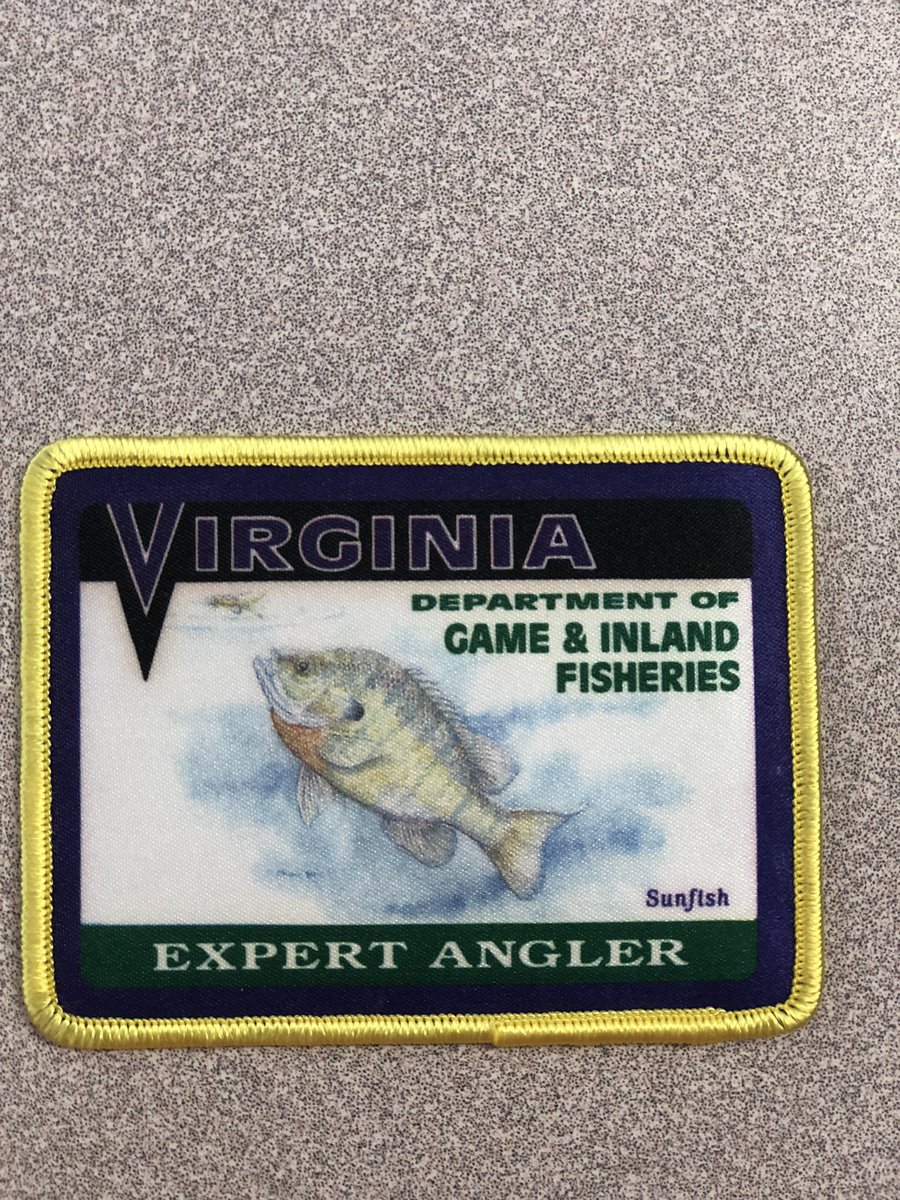 VIRGINIA
DEPARTMENT OF
GAME & INLAND
FISHERIES
Sunfish
EXPERT ANGLER